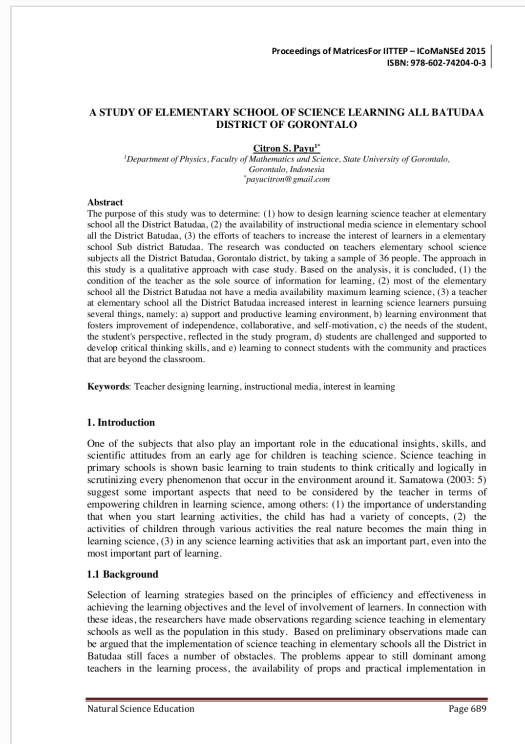 Proceedings of MatricesFor IITTEP – ICoMaNSEd 2015
ISBN: 978-602-74204-0-3
A STUDY OF ELEMENTARY SCHOOL OF SCIENCE LEARNING ALL BATUDAA
DISTRICT OF GORONTALO
Citron S. Payu1*
1Department of Physics, Faculty of Mathematics and Science, State University of Gorontalo,
Gorontalo, Indonesia
*payucitron@gmail.com
Abstract
The purpose of this study was to determine: (1) how to design learning science teacher at elementary
school all the District Batudaa, (2) the availability of instructional media science in elementary school
all the District Batudaa, (3) the efforts of teachers to increase the interest of learners in a elementary
school Sub district Batudaa. The research was conducted on teachers elementary school science
subjects all the District Batudaa, Gorontalo district, by taking a sample of 36 people. The approach in
this study is a qualitative approach with case study. Based on the analysis, it is concluded, (1) the
condition of the teacher as the sole source of information for learning, (2) most of the elementary
school all the District Batudaa not have a media availability maximum learning science, (3) a teacher
at elementary school all the District Batudaa increased interest in learning science learners pursuing
several things, namely: a) support and productive learning environment, b) learning environment that
fosters improvement of independence, collaborative, and self-motivation, c) the needs of the student,
the student's perspective, reflected in the study program, d) students are challenged and supported to
develop critical thinking skills, and e) learning to connect students with the community and practices
that are beyond the classroom.
Keywords: Teacher designing learning, instructional media, interest in learning
1. Introduction
One of the subjects that also play an important role in the educational insights, skills, and
scientific attitudes from an early age for children is teaching science. Science teaching in
primary schools is shown basic learning to train students to think critically and logically in
scrutinizing every phenomenon that occur in the environment around it. Samatowa (2003: 5)
suggest some important aspects that need to be considered by the teacher in terms of
empowering children in learning science, among others: (1) the importance of understanding
that when you start learning activities, the child has had a variety of concepts, (2) the
activities of children through various activities the real nature becomes the main thing in
learning science, (3) in any science learning activities that ask an important part, even into the
most important part of learning.
1.1 Background
Selection of learning strategies based on the principles of efficiency and effectiveness in
achieving the learning objectives and the level of involvement of learners. In connection with
these ideas, the researchers have made observations regarding science teaching in elementary
schools as well as the population in this study. Based on preliminary observations made can
be argued that the implementation of science teaching in elementary schools all the District in
Batudaa still faces a number of obstacles. The problems appear to still dominant among
teachers in the learning process, the availability of props and practical implementation in
Natural Science Education Page 689